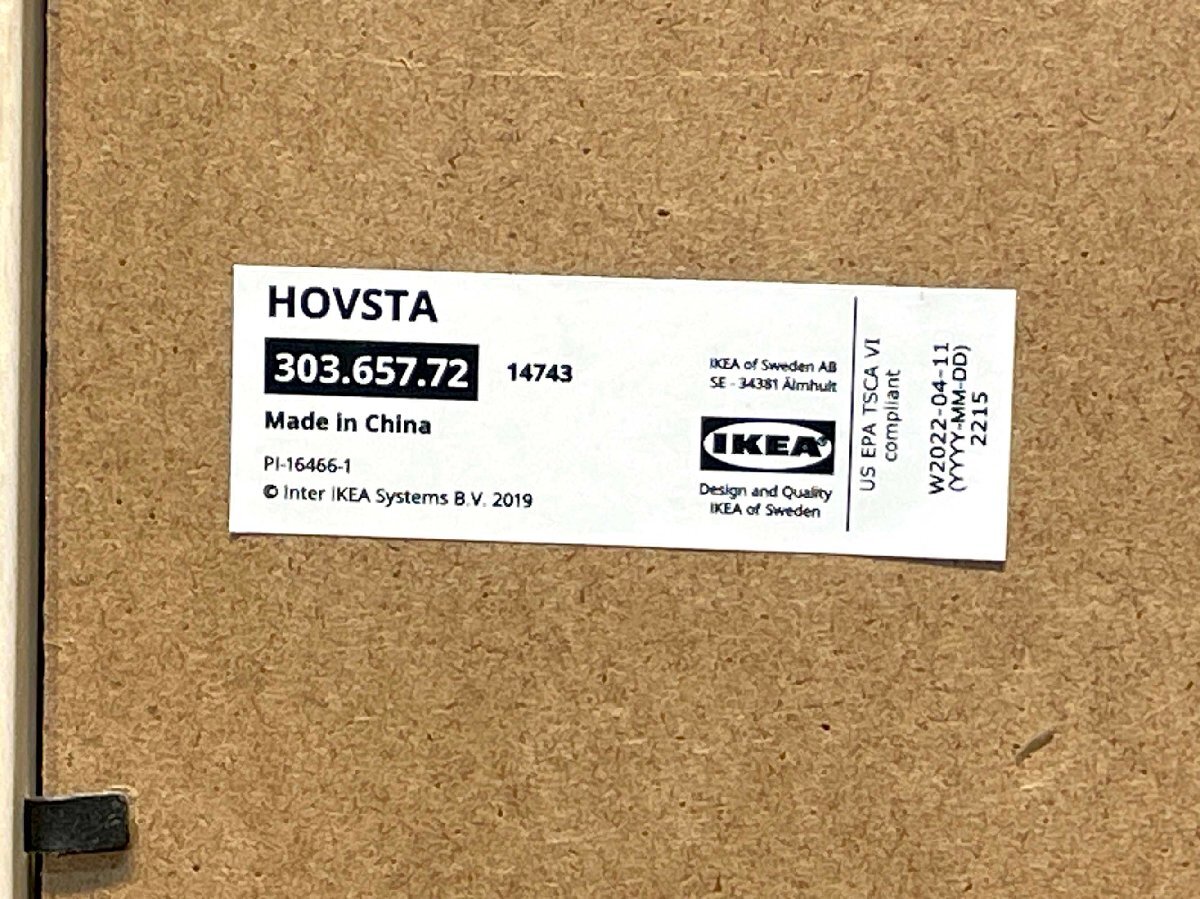 HOVSTA
303.657.72 14743
Made in China
PI-16466-1
© Inter IKEA Systems B.V. 2019
IKEA of Sweden AB
SE - 34381 Älmhult
IKEA®
Design and Quality
IKEA of Sweden
US EPA TSCA VI
compliant
W2022-04-11
(YYYY-MM-DD)
2215